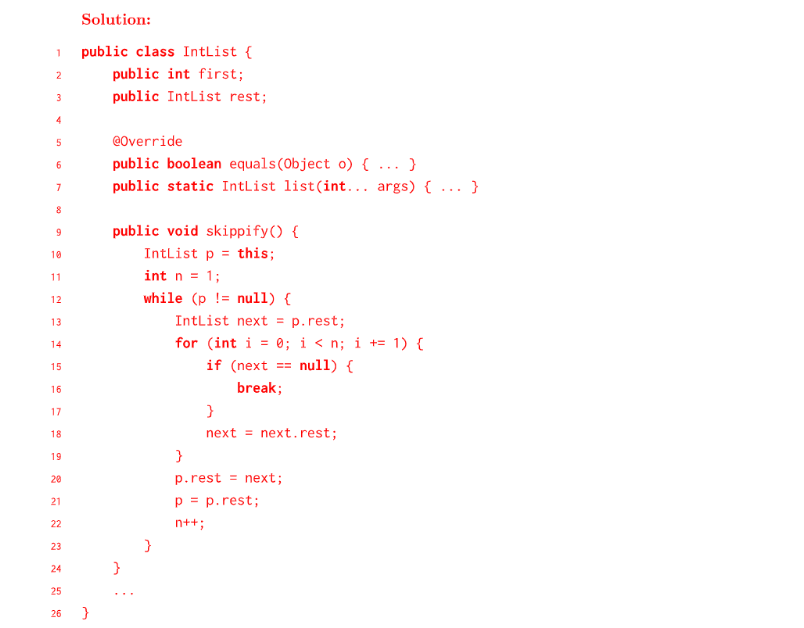 Solution:
1 public class IntList {
2     public int first;
3     public IntList rest;
4
5     @Override
6     public boolean equals(Object o) { ... }
7     public static IntList list(int... args) { ... }
8
9     public void skippify() {
10         IntList p = this;
11         int n = 1;
12         while (p != null) {
13             IntList next = p.rest;
14             for (int i = 0; i < n; i += 1) {
15                 if (next == null) {
16                     break;
17                 }
18                 next = next.rest;
19             }
20             p.rest = next;
21             p = p.rest;
22             n++;
23         }
24     }
25     ...
26 }